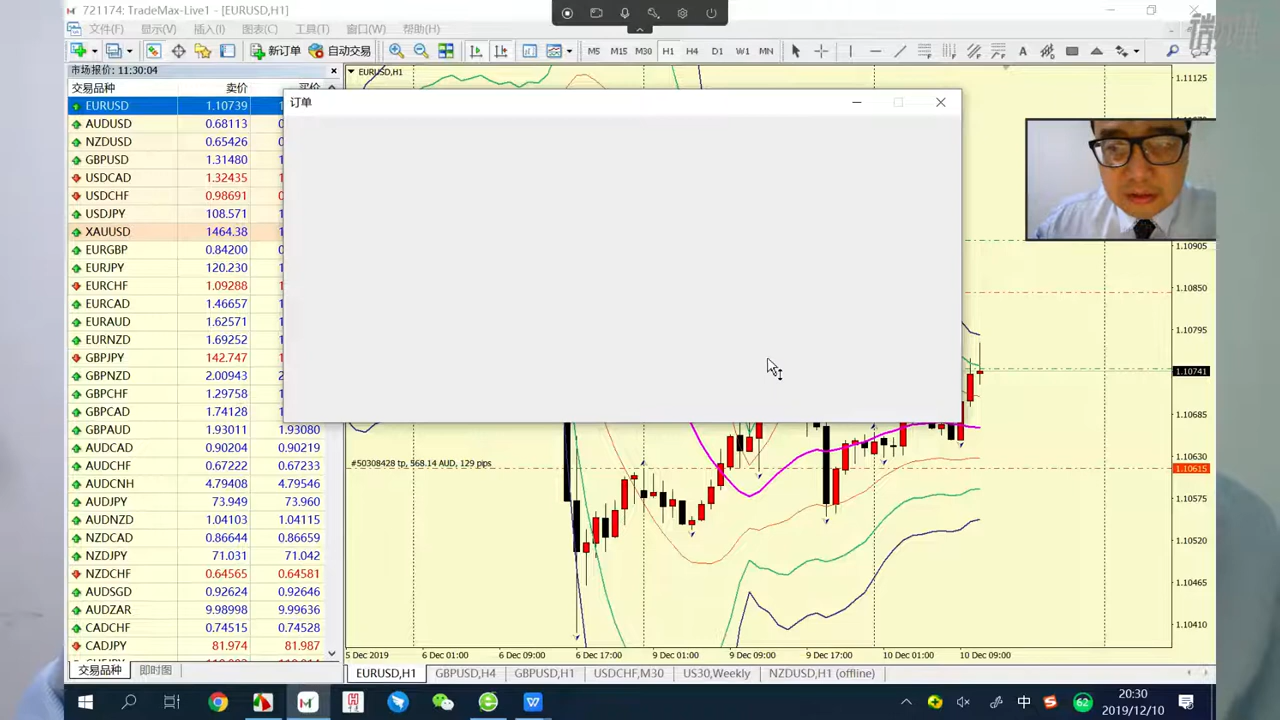 721174: TradeMax-Live1 - [EURUSD,H1]
文件(F) 显示(V) 插入(I) 图表(C) 工具(T) 窗口(W) 帮助(H)
新订单 自动交易 M5 M15 M30 H1 H4 D1 W1 MN
市场报价: 11:30:04
交易品种 卖价
EURUSD 1.10739
AUDUSD 0.68113
NZDUSD 0.65426
GBPUSD 1.31480
USDCAD 1.32435
USDCHF 0.98691
USDJPY 108.571
XAUUSD 1464.38
EURGBP 0.84200
EURJPY 120.230
EURCHF 1.09288
EURCAD 1.46657
EURAUD 1.62571
EURNZD 1.69252
GBPJPY 142.747
GBPNZD 2.00943
GBPCHF 1.29758
GBPCAD 1.74128
GBPAUD 1.93011 1.93080
AUDCAD 0.90204 0.90219
AUDCHF 0.67222 0.67233
AUDCNH 4.79408 4.79546
AUDJPY 73.949 73.960
AUDNZD 1.04103 1.04115
NZDCAD 0.86644 0.86659
NZDJPY 71.031 71.042
NZDCHF 0.64565 0.64581
AUDSGD 0.92624 0.92646
AUDZAR 9.98998 9.99636
CADCHF 0.74515 0.74528
CADJPY 81.974 81.987
交易品种 即时图
EURUSD,H1
订单
#50308428 tp, 568.14 AUD, 129 pips
1.11125
1.10905
1.10850
1.10795
1.10741
1.10685
1.10630
1.10615
1.10575
1.10520
1.10465
1.10410
5 Dec 2019 6 Dec 01:00 6 Dec 09:00 6 Dec 17:00 9 Dec 01:00 9 Dec 09:00 9 Dec 17:00 10 Dec 01:00 10 Dec 09:00
EURUSD,H1 GBPUSD,H4 GBPUSD,H1 USDCHF,M30 US30,Weekly NZDUSD,H1 (offline)
中 62 20:30
2019/12/10